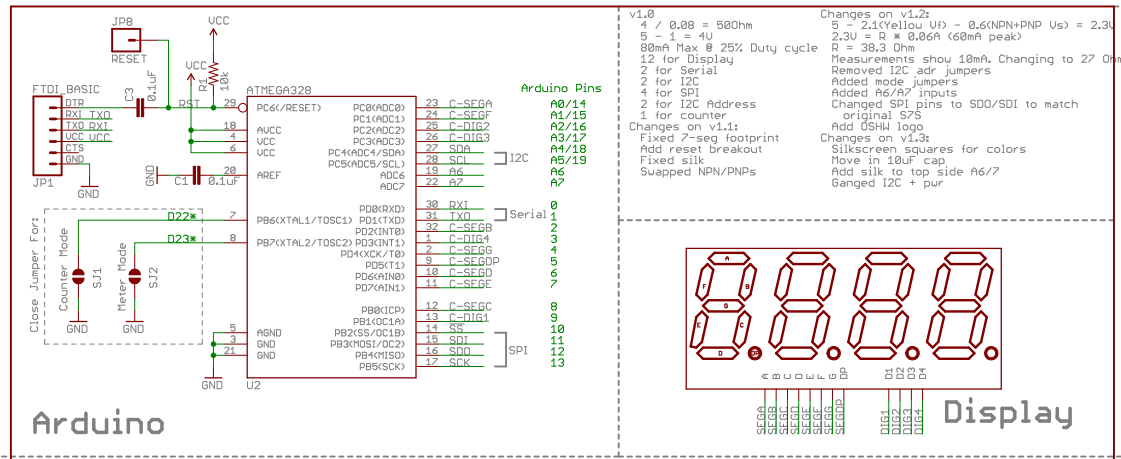 JP8
RESET
VCC
VCC
R1
10k
FTDI_BASIC
DTR
RXI TXO
TXO RXI
VCC VCC
CTS
GND
JP1
GND
C3
0.1uF
RST
GND
C1
0.1uF
ATMEGA328
Arduino Pins
29 PC6(/RESET) PC0(ADC0) 23 C-SEGA A0/14
PC1(ADC1) 24 C-SEGF A1/15
18 AVCC PC2(ADC2) 25 C-DIG2 A2/16
4 VCC PC3(ADC3) 26 C-DIG3 A3/17
6 VCC PC4(ADC4/SDA) 27 SDA A4/18
PC5(ADC5/SCL) 28 SCL A5/19
I2C
20 AREF ADC6 19 A6 A6
ADC7 22 A7 A7
PD0(RXD) 30 RXI 0
D22* 7 PB6(XTAL1/TOSC1) PD1(TXD) 31 TXO 1
Serial
PD2(INT0) 32 C-SEGB 2
D23* 8 PB7(XTAL2/TOSC2) PD3(INT1) 1 C-DIG4 3
PD4(XCK/T0) 2 C-SEGG 4
PD5(T1) 9 C-SEGDP 5
PD6(AIN0) 10 C-SEGD 6
PD7(AIN1) 11 C-SEGE 7
PB0(ICP) 12 C-SEGC 8
PB1(OC1A) 13 C-DIG1 9
5 AGND PB2(SS/OC1B) 14 SS 10
3 GND PB3(MOSI/OC2) 15 SDI 11
21 GND PB4(MISO) 16 SDO 12
PB5(SCK) 17 SCK 13
SPI
GND
U2
Close Jumper For:
Counter Mode
SJ1
GND
Meter Mode
SJ2
GND
Arduino
v1.0
4 / 0.08 = 50Ohm
5 - 1 = 4V
80mA Max @ 25% Duty cycle
12 for Display
2 for Serial
2 for I2C
4 for SPI
2 for I2C Address
1 for counter
Changes on v1.1:
Fixed 7-seg footprint
Add reset breakout
Fixed silk
Swapped NPN/PNPs
Changes on v1.2:
5 - 2.1(Yellow Vf) - 0.6(NPN+PNP Vs) = 2.3V
2.3V = R * 0.06A (60mA peak)
R = 38.3 Ohm
Measurements show 10mA. Changing to 27 Ohm
Removed I2C adr jumpers
Added mode jumpers
Added A6/A7 inputs
Changed SPI pins to SDO/SDI to match
original S7S
Add OSHW logo
Changes on v1.3:
Silkscreen squares for colors
Move in 10uF cap
Add silk to top side A6/7
Ganged I2C + pwr
A
F B
G
E C
D DP
A B C D E F G DP D1 D2 D3 D4
SEGA SEGB SEGC SEGD SEGE SEGF SEGG SEGDP DIG1 DIG2 DIG3 DIG4
Display